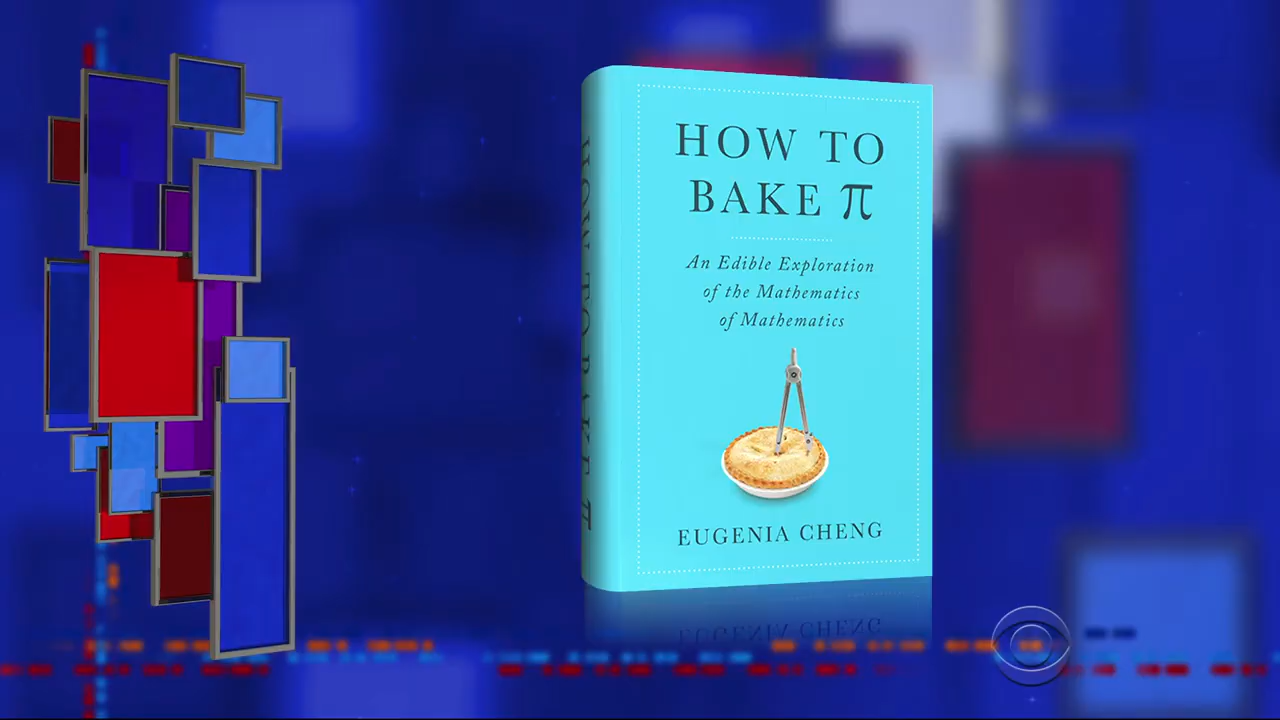 HOW TO
BAKE π
An Edible Exploration
of the Mathematics
of Mathematics
EUGENIA CHENG
HOW TO BAKE π
EUGENIA CHENG